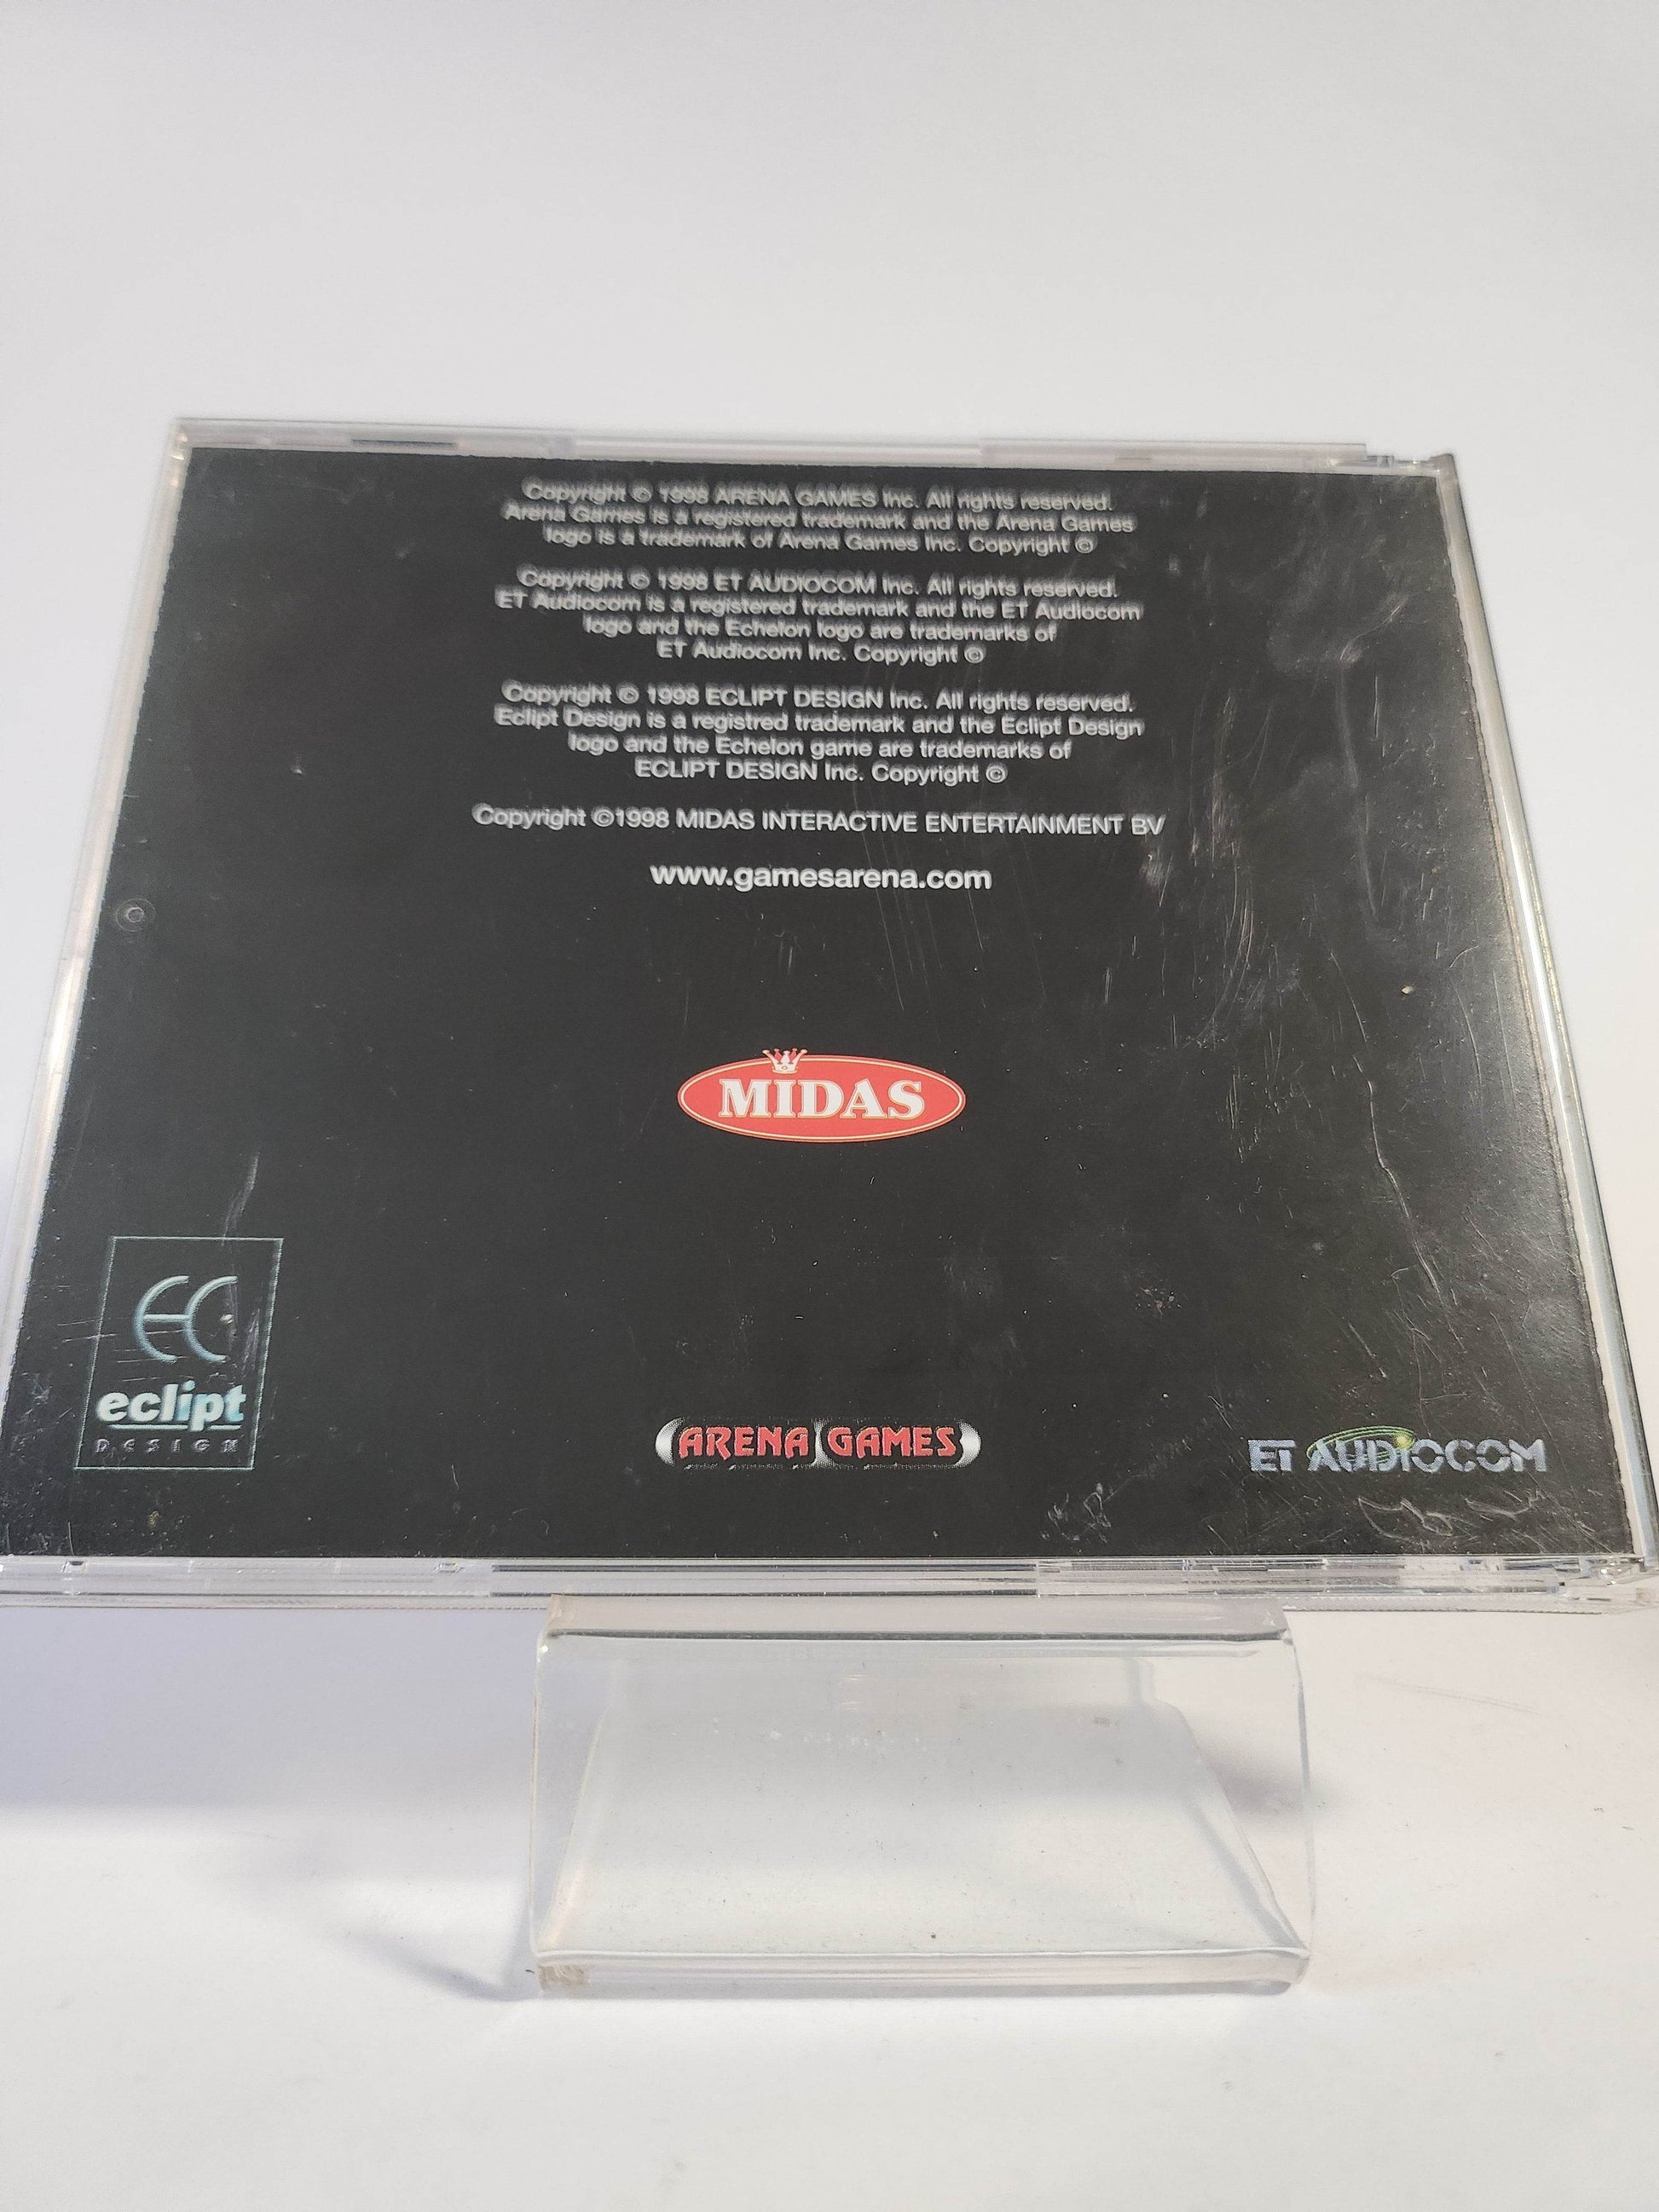 Copyright © 1998 ARENA GAMES Inc. All rights reserved.
Arena Games is a registered trademark and the Arena Games
logo is a trademark of Arena Games Inc. Copyright ©
Copyright © 1998 ET AUDIOCOM Inc. All rights reserved.
ET Audiocom is a registered trademark and the ET Audiocom
logo and the Echelon logo are trademarks of
ET Audiocom Inc. Copyright ©
Copyright © 1998 ECLIPT DESIGN Inc. All rights reserved.
Eclipt Design is a registred trademark and the Eclipt Design
logo and the Echelon game are trademarks of
ECLIPT DESIGN Inc. Copyright ©
Copyright ©1998 MIDAS INTERACTIVE ENTERTAINMENT BV
www.gamesarena.com
MIDAS
EC
eclipt
DESIGN
ARENA GAMES
ET AUDIOCOM